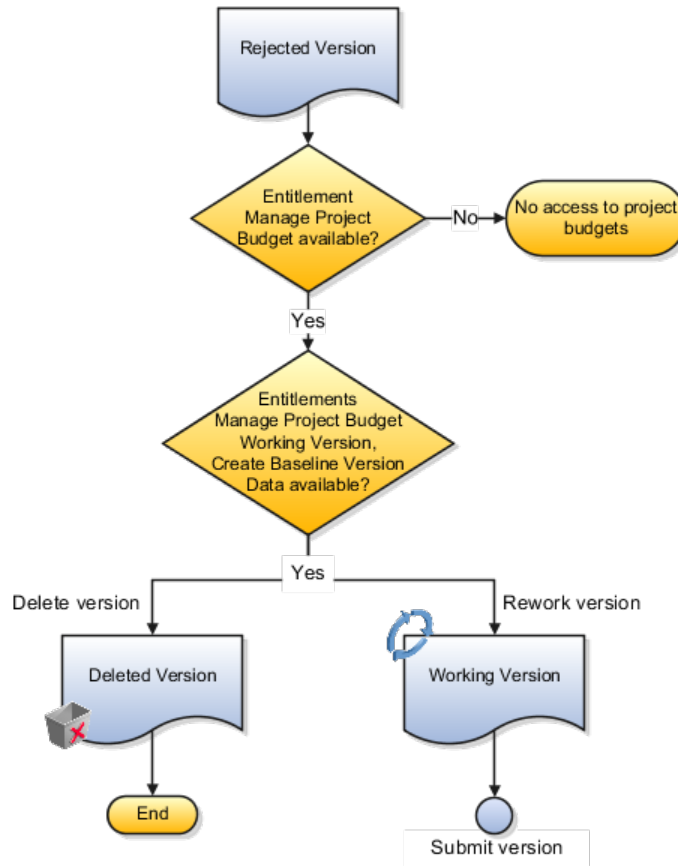 Rejected Version
Entitlement
Manage Project
Budget available?
No
No access to project
budgets
Yes
Entitlements
Manage Project Budget
Working Version,
Create Baseline Version
Data available?
Yes
Delete version
Rework version
Deleted Version
Working Version
End
Submit version